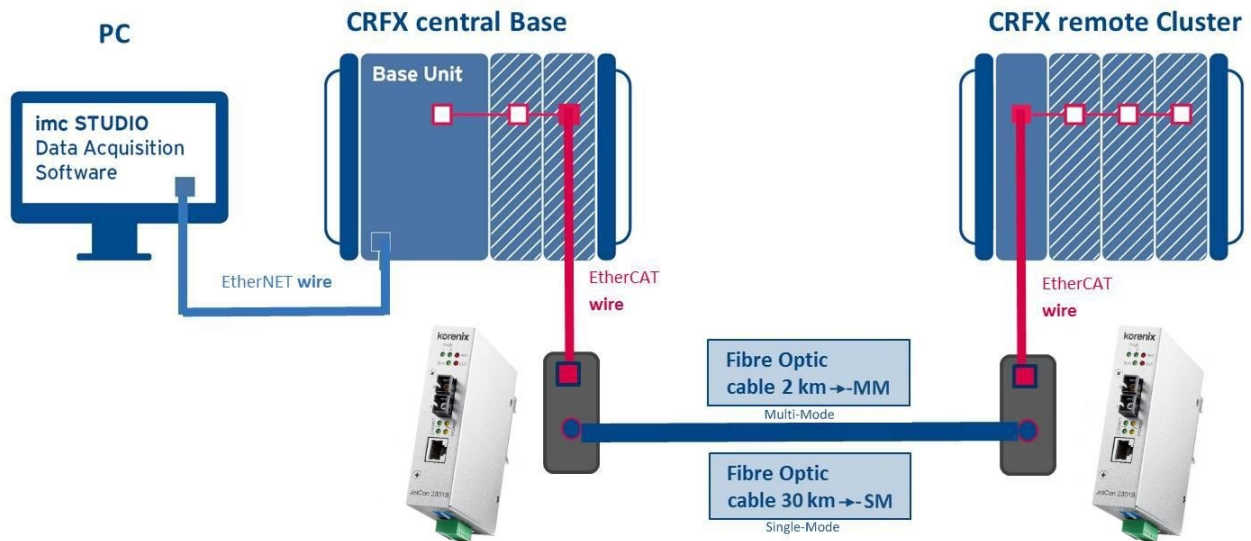 PC
CRFX central Base
CRFX remote Cluster
imc STUDIO
Data Acquisition
Software
Base Unit
EtherNET wire
EtherCAT
wire
EtherCAT
wire
korenix
Fibre Optic
cable 2 km →-MM
Multi-Mode
Fibre Optic
cable 30 km →-SM
Single-Mode
korenix